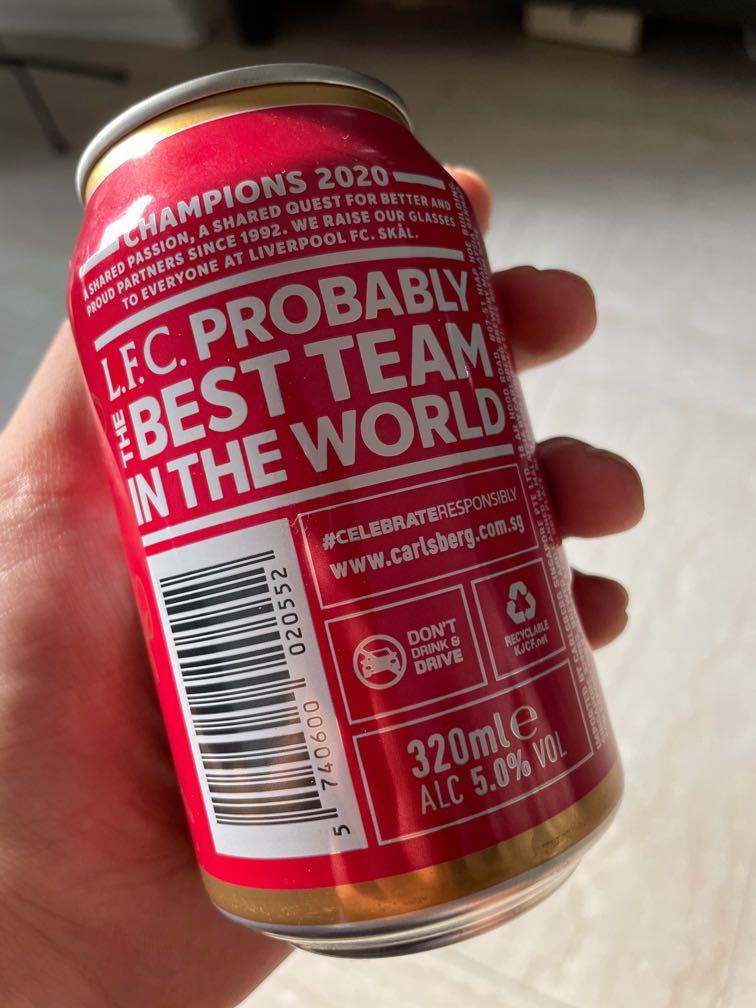 CHAMPIONS 2020
A SHARED PASSION, A SHARED QUEST FOR BETTER AND
PROUD PARTNERS SINCE 1992. WE RAISE OUR GLASSES
TO EVERYONE AT LIVERPOOL FC. SKÅL.
L.F.C. PROBABLY
THE BEST TEAM
IN THE WORLD
#CELEBRATERESPONSIBLY
www.carlsberg.com.sg
DON'T
DRINK &
DRIVE
RECYCLABLE
KJCF.net
320ml e
ALC 5.0% VOL
5 740600 020552